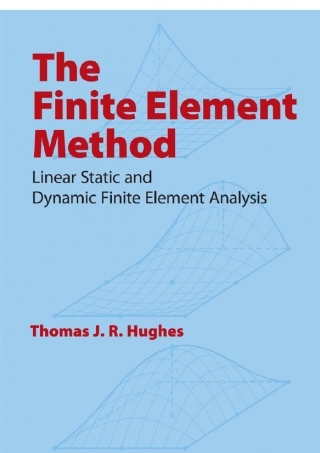 The
Finite Element
Method
Linear Static and
Dynamic Finite Element Analysis
Thomas J. R. Hughes